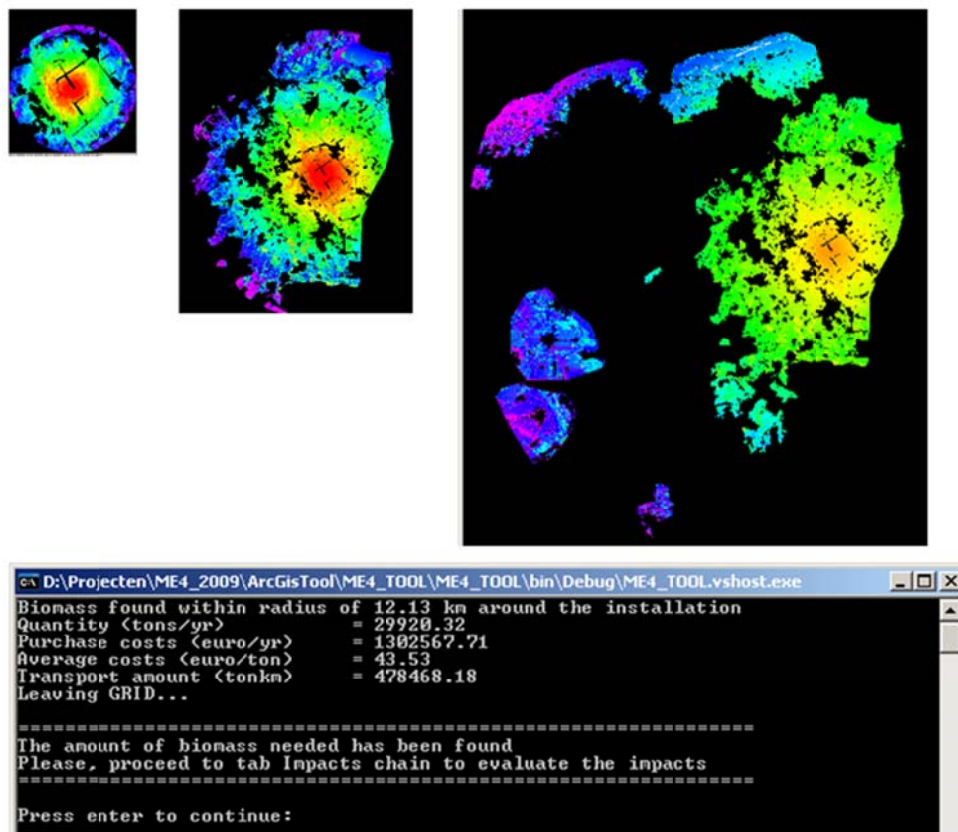 D:\Projecten\ME4_2009\ArcGisTool\ME4_TOOL\ME4_TOOL\bin\Debug\ME4_TOOL.vshost.exe
Biomass found within radius of 12.13 km around the installation
Quantity (tons/yr) = 29920.32
Purchase costs (euro/yr) = 1302567.71
Average costs (euro/ton) = 43.53
Transport amount (tonkm) = 478468.18
Leaving GRID...
===============================================================
The amount of biomass needed has been found
Please, proceed to tab Impacts chain to evaluate the impacts
===============================================================
Press enter to continue: